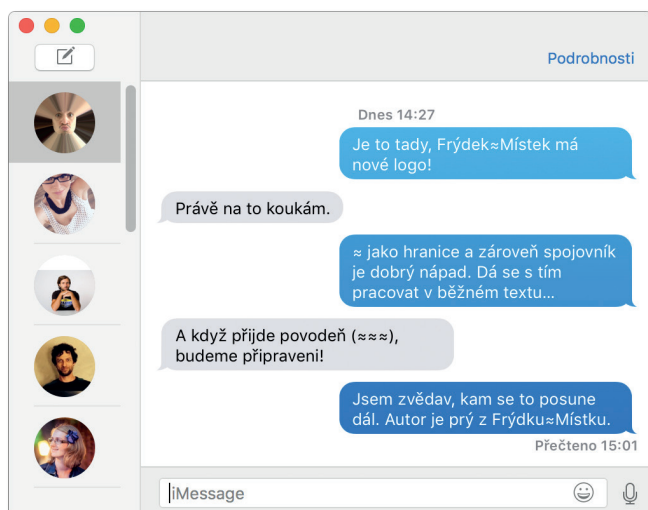 Podrobnosti
Dnes 14:27
Je to tady, Frýdek≈Místek má
nové logo!
Právě na to koukám.
≈ jako hranice a zároveň spojovník
je dobrý nápad. Dá se s tím
pracovat v běžném textu…
A když přijde povodeň (≈≈≈),
budeme připraveni!
Jsem zvědav, kam se to posune
dál. Autor je prý z Frýdku≈Místku.
Přečteno 15:01
iMessage